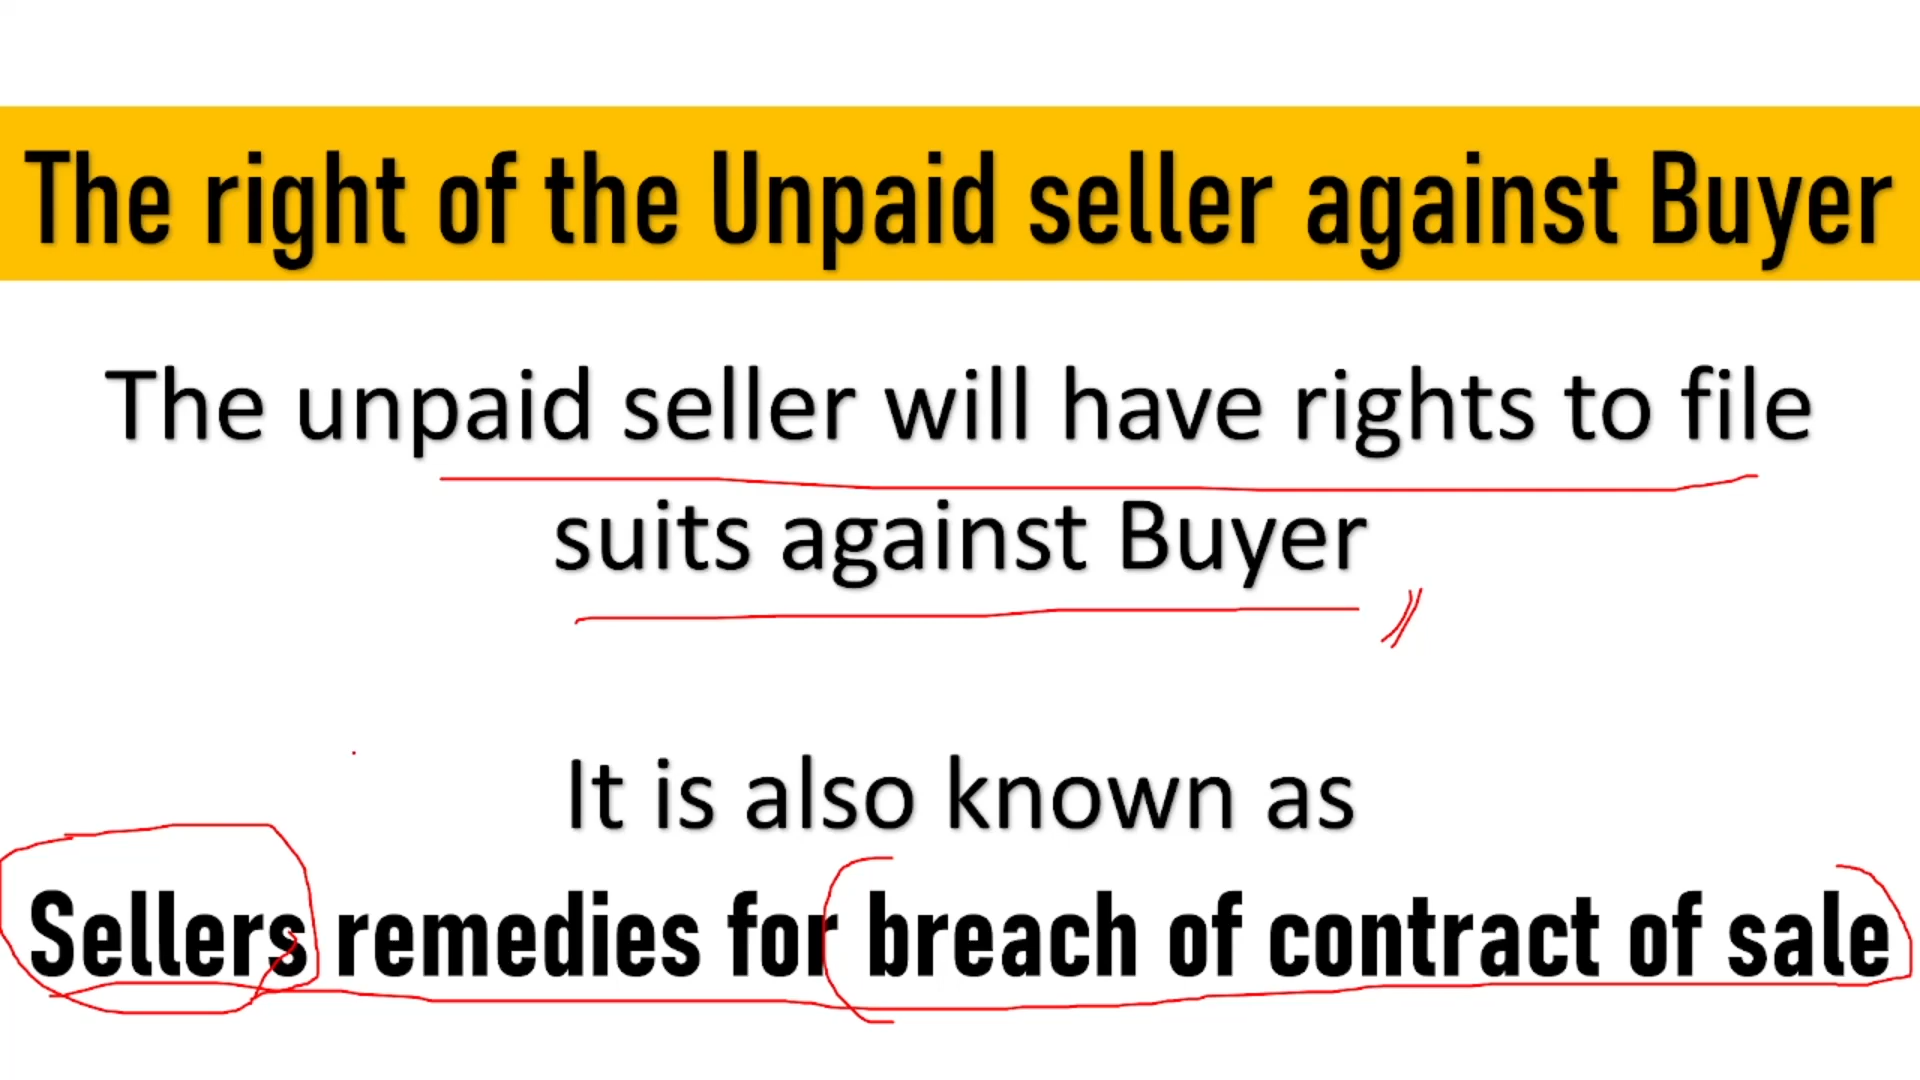 The right of the Unpaid seller against Buyer
The unpaid seller will have rights to file
suits against Buyer
It is also known as
Sellers remedies for breach of contract of sale